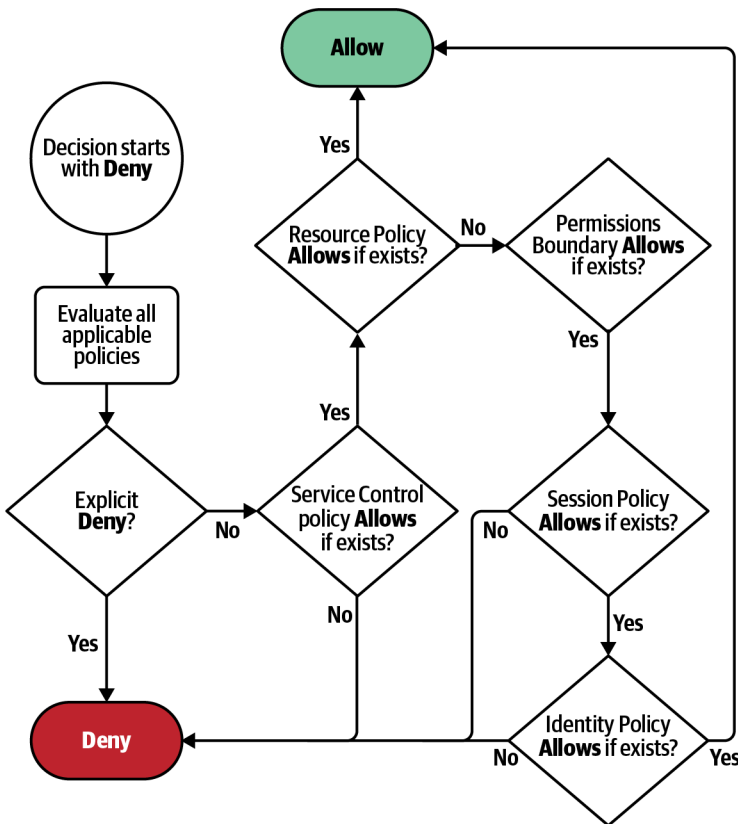 Allow
Decision starts
with Deny
Yes
Resource Policy
Allows if exists?
No
Permissions
Boundary Allows
if exists?
Evaluate all
applicable
policies
Yes
Yes
Explicit
Deny?
No
Service Control
policy Allows
if exists?
No
Session Policy
Allows if exists?
No
Yes
Yes
Deny
Identity Policy
Allows if exists?
No
Yes